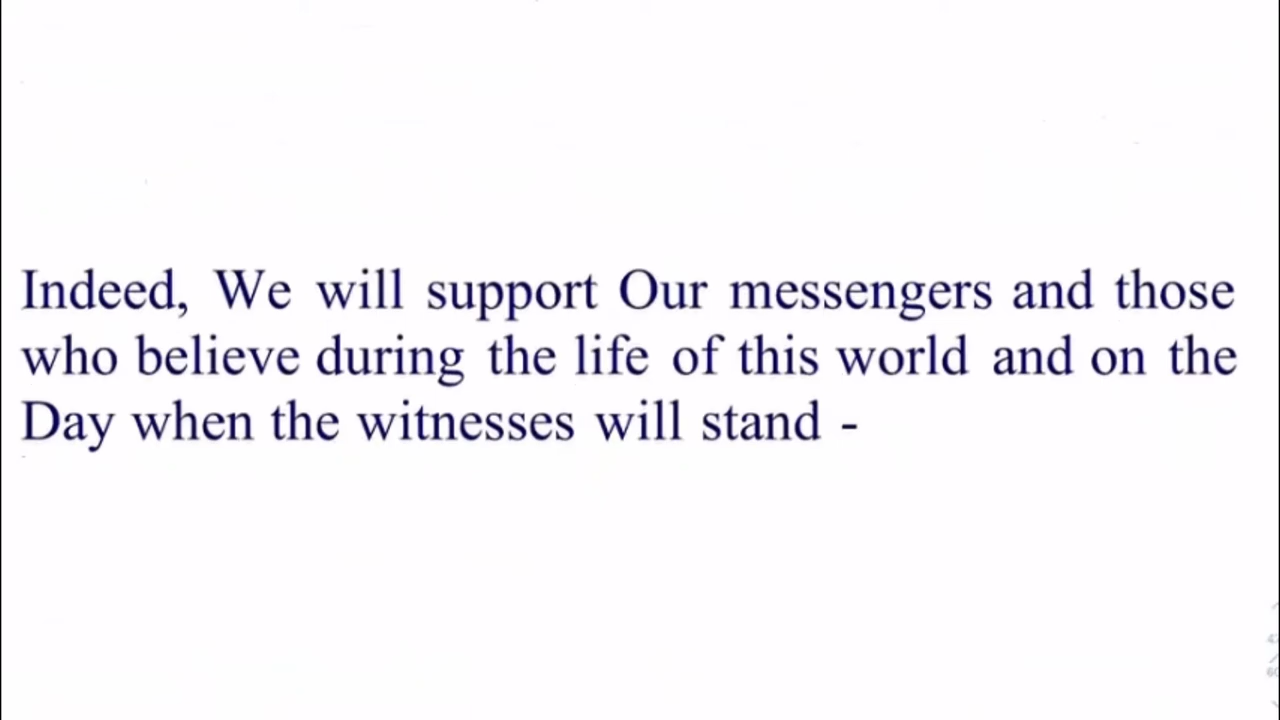 Indeed, We will support Our messengers and those
who believe during the life of this world and on the
Day when the witnesses will stand -